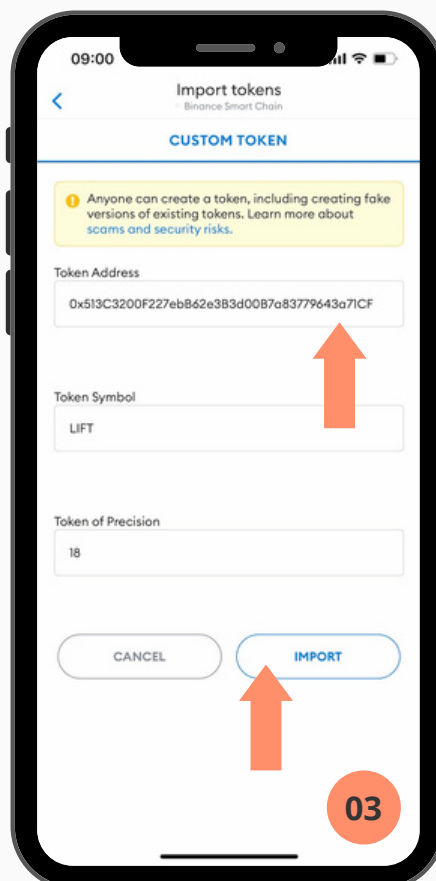 09:00
Import tokens
Binance Smart Chain
CUSTOM TOKEN
Anyone can create a token, including creating fake
versions of existing tokens. Learn more about
scams and security risks.
Token Address
0x513C3200F227ebB62e3B3d00B7a83779643a71CF
Token Symbol
LIFT
Token of Precision
18
CANCEL IMPORT
03